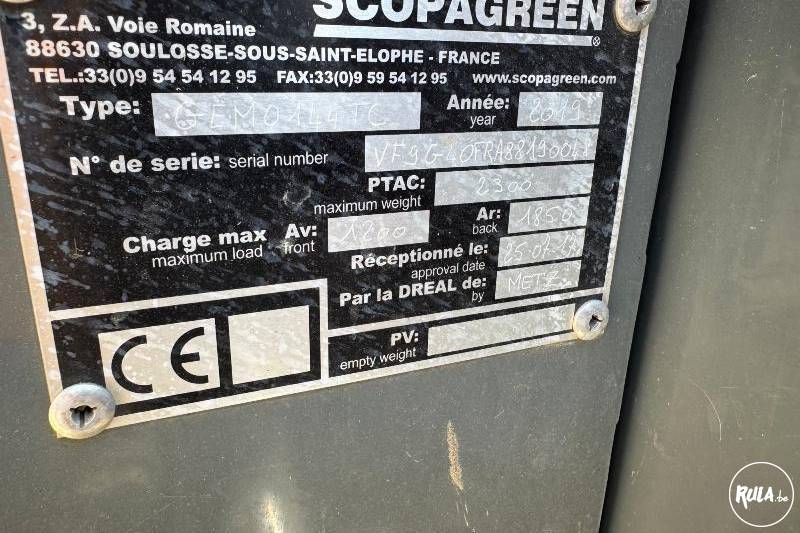 SCOPAGREEN ®
3, Z.A. Voie Romaine
88630 SOULOSSE-SOUS-SAINT-ELOPHE - FRANCE
TEL.:33(0)9 54 54 12 95 FAX:33(0)9 59 54 12 95 www.scopagreen.com
Type: GEMO144TC Année: 2019
year
N° de serie: serial number
PTAC: 2300
maximum weight
Charge max Av: 1200 Ar: 1850
maximum load front back
Réceptionné le:
approval date
Par la DREAL de: METZ
by
CE
PV:
empty weight
RULA.be